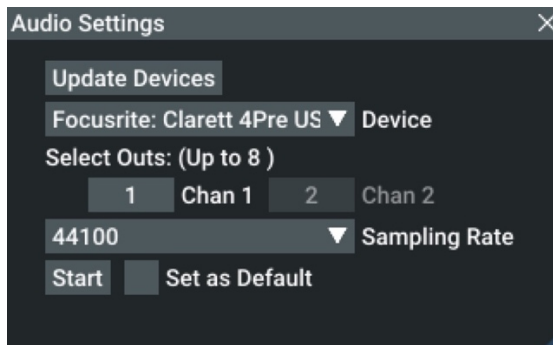 Audio Settings
Update Devices
Focusrite: Clarett 4Pre US Device
Select Outs: (Up to 8 )
1 Chan 1 2 Chan 2
44100 Sampling Rate
Start Set as Default